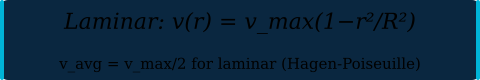 Laminar: v(r) = v_max(1−r²/R²)
v_avg = v_max/2 for laminar (Hagen-Poiseuille)